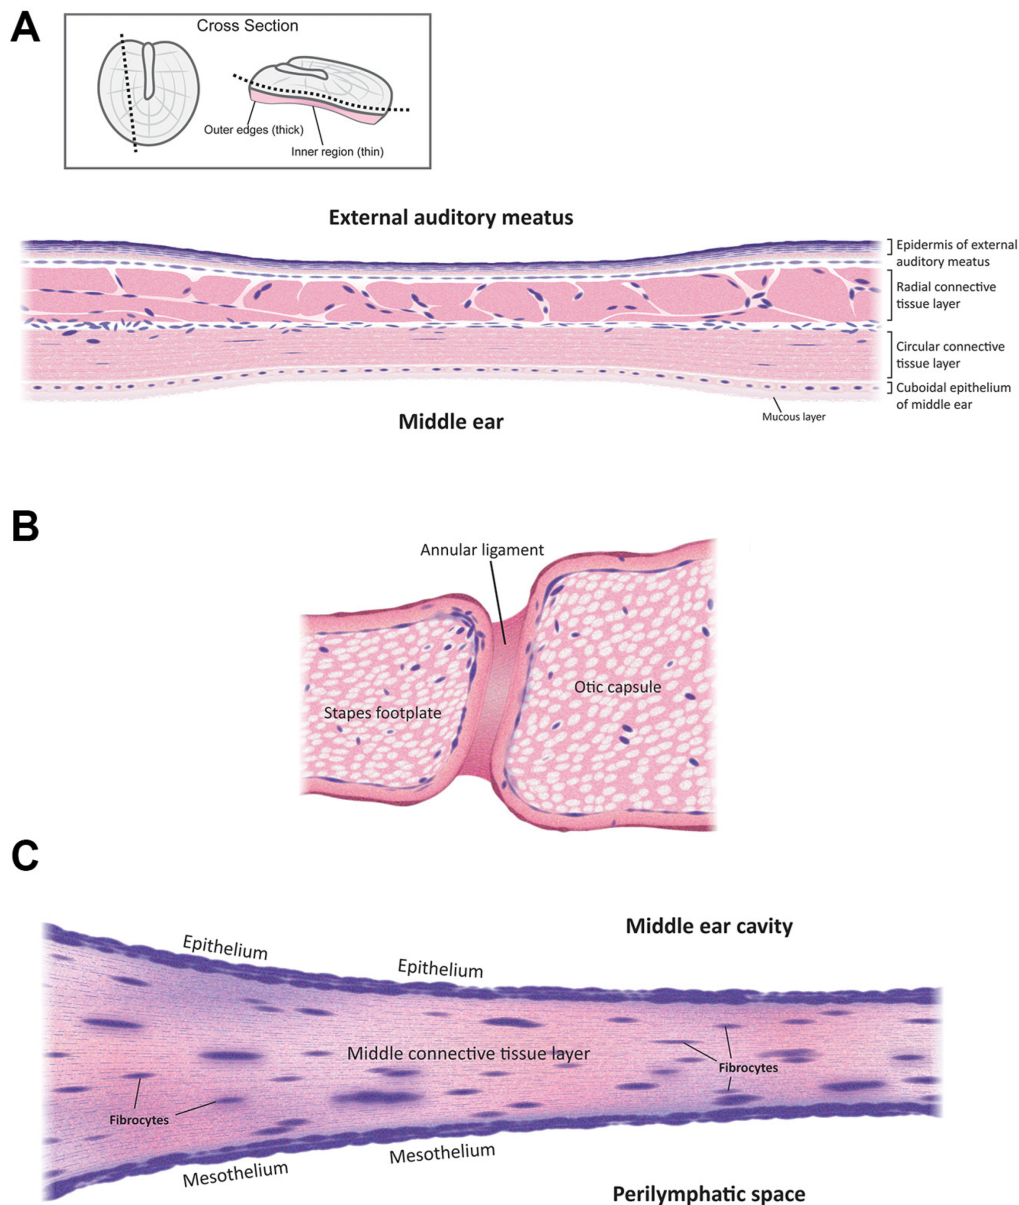 A
Cross Section
Outer edges (thick)
Inner region (thin)
External auditory meatus
Epidermis of external
auditory meatus
Radial connective
tissue layer
Circular connective
tissue layer
Cuboidal epithelium
of middle ear
Mucous layer
Middle ear
B
Annular ligament
Otic capsule
Stapes footplate
C
Middle ear cavity
Epithelium
Epithelium
Middle connective tissue layer
Fibrocytes
Fibrocytes
Mesothelium
Mesothelium
Perilymphatic space